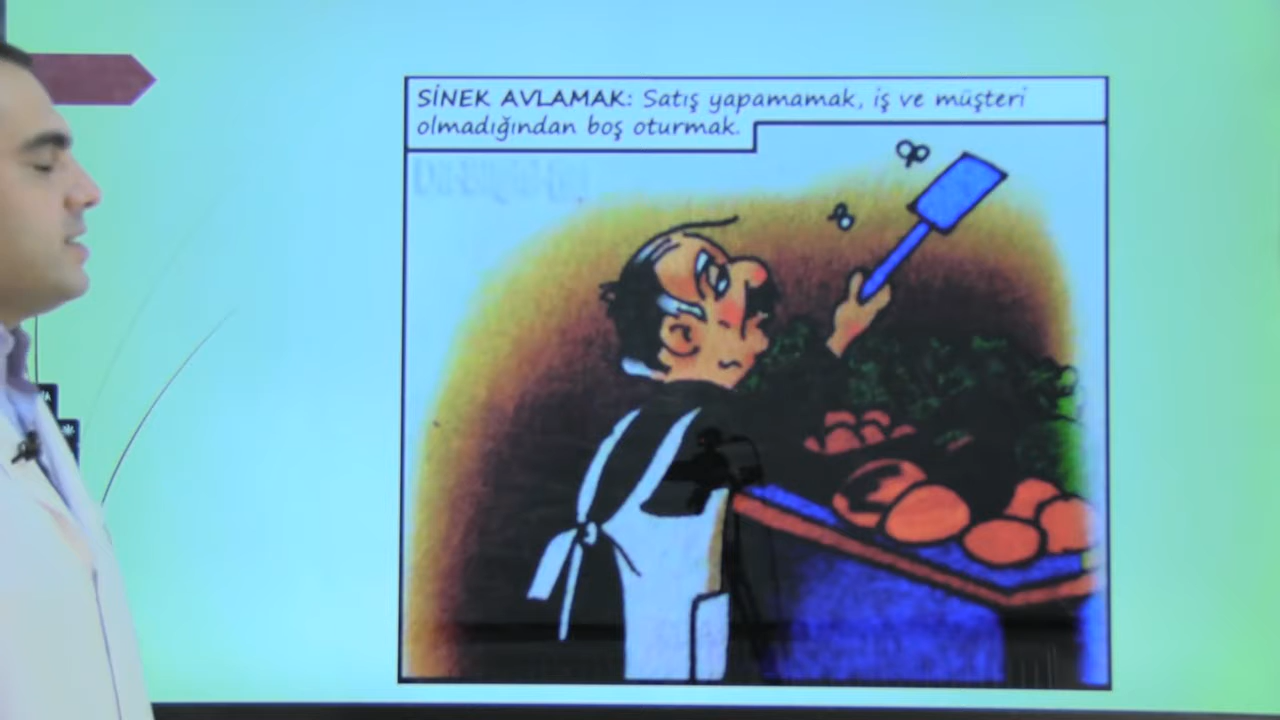 SİNEK AVLAMAK: Satış yapamamak, iş ve müşteri
olmadığından boş oturmak.